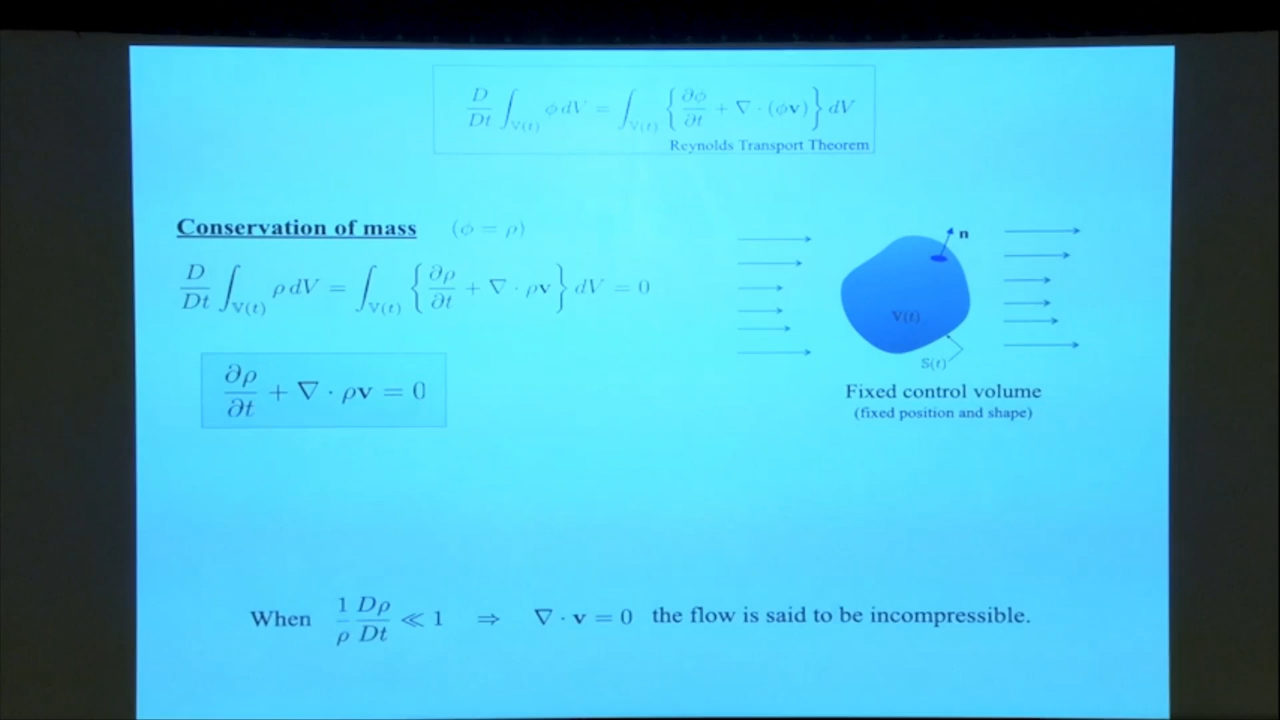 D/Dt ∫_V(t) ϕ dV = ∫_V(t) { ∂ϕ/∂t + ∇ · (ϕv) } dV
Reynolds Transport Theorem
Conservation of mass (ϕ = ρ)
D/Dt ∫_V(t) ρ dV = ∫_V(t) { ∂ρ/∂t + ∇ · ρv } dV = 0
∂ρ/∂t + ∇ · ρv = 0
n
V(t)
S(t)
Fixed control volume
(fixed position and shape)
When 1/ρ Dρ/Dt ≪ 1 ⇒ ∇ · v = 0 the flow is said to be incompressible.